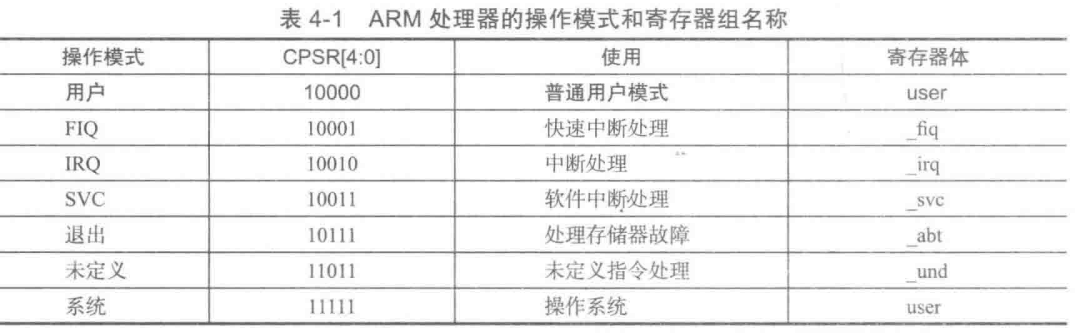 表 4-1 ARM 处理器的操作模式和寄存器组名称
操作模式 CPSR[4:0] 使用 寄存器体
用户 10000 普通用户模式 user
FIQ 10001 快速中断处理 _fiq
IRQ 10010 中断处理 _irq
SVC 10011 软件中断处理 _svc
退出 10111 处理存储器故障 _abt
未定义 11011 未定义指令处理 _und
系统 11111 操作系统 user